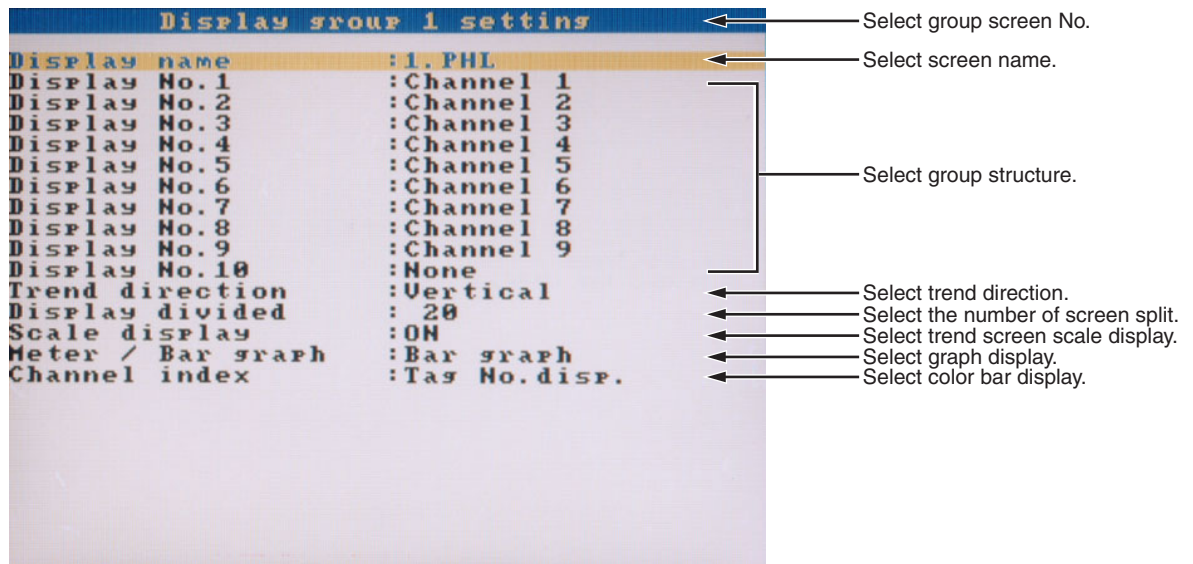 Display group 1 setting
Select group screen No.
Display name :1.PHL
Select screen name.
Display No.1 :Channel 1
Display No.2 :Channel 2
Display No.3 :Channel 3
Display No.4 :Channel 4
Display No.5 :Channel 5
Display No.6 :Channel 6
Display No.7 :Channel 7
Display No.8 :Channel 8
Display No.9 :Channel 9
Display No.10 :None
Select group structure.
Trend direction :Vertical
Select trend direction.
Display divided : 20
Select the number of screen split.
Scale display :ON
Select trend screen scale display.
Meter / Bar graph :Bar graph
Select graph display.
Channel index :Tag No.disp.
Select color bar display.